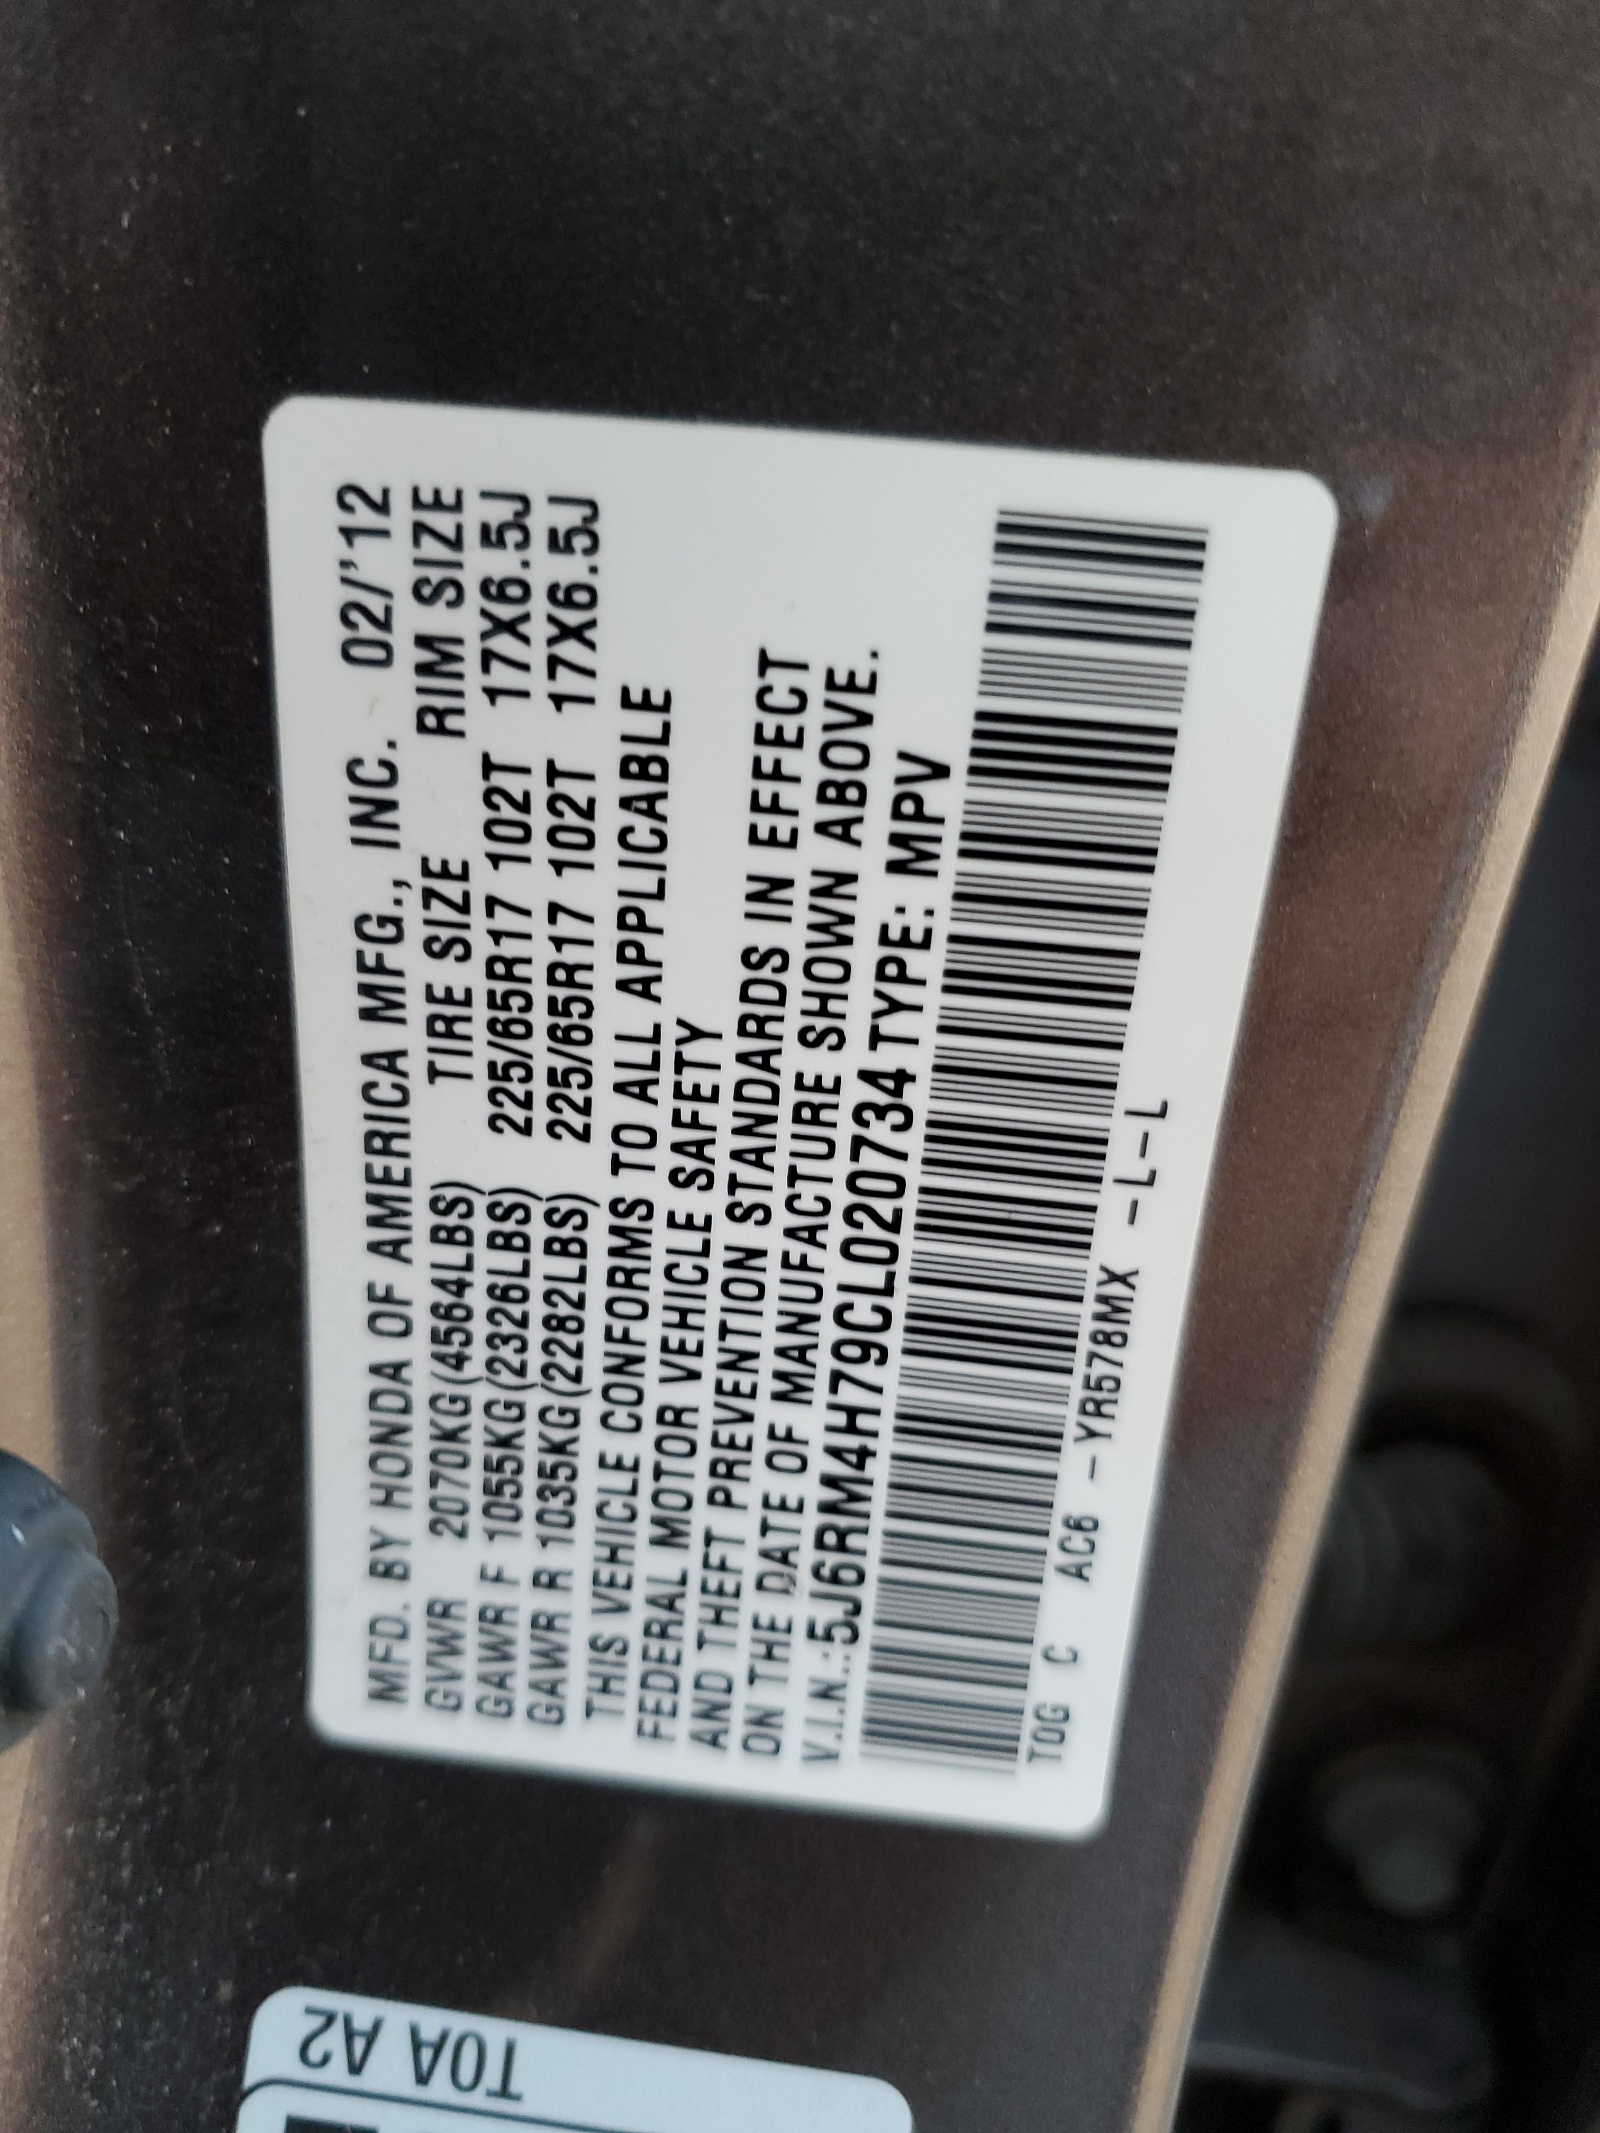 MFD. BY HONDA OF AMERICA MFG., INC. 02/'12
GVWR 2070KG(4564LBS) TIRE SIZE RIM SIZE
GAWR F 1055KG(2326LBS) 225/65R17 102T 17X6.5J
GAWR R 1035KG(2282LBS) 225/65R17 102T 17X6.5J
THIS VEHICLE CONFORMS TO ALL APPLICABLE
FEDERAL MOTOR VEHICLE SAFETY
AND THEFT PREVENTION STANDARDS IN EFFECT
ON THE DATE OF MANUFACTURE SHOWN ABOVE.
V.I.N.:5J6RM4H79CL020734 TYPE: MPV
T0G C AC6 -YR578MX -L-L
T0A A2